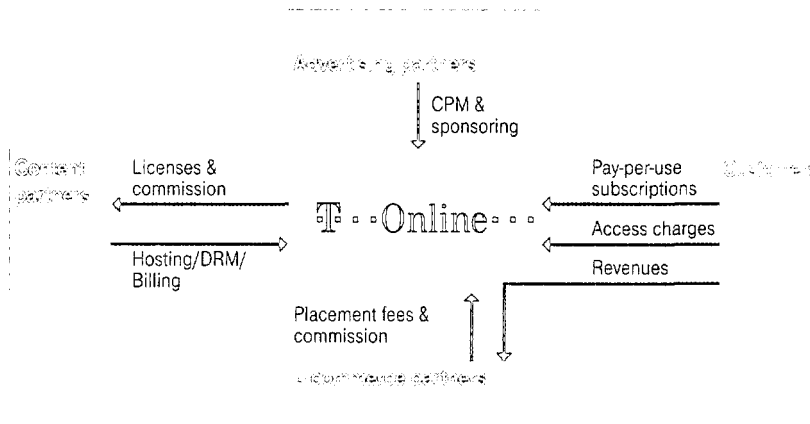 Advertising partners
CPM &
sponsoring
Content
partners
Licenses &
commission
Pay-per-use
subscriptions
T · · · Online · · ·
Access charges
Hosting/DRM/
Billing
Revenues
Placement fees &
commission
partners